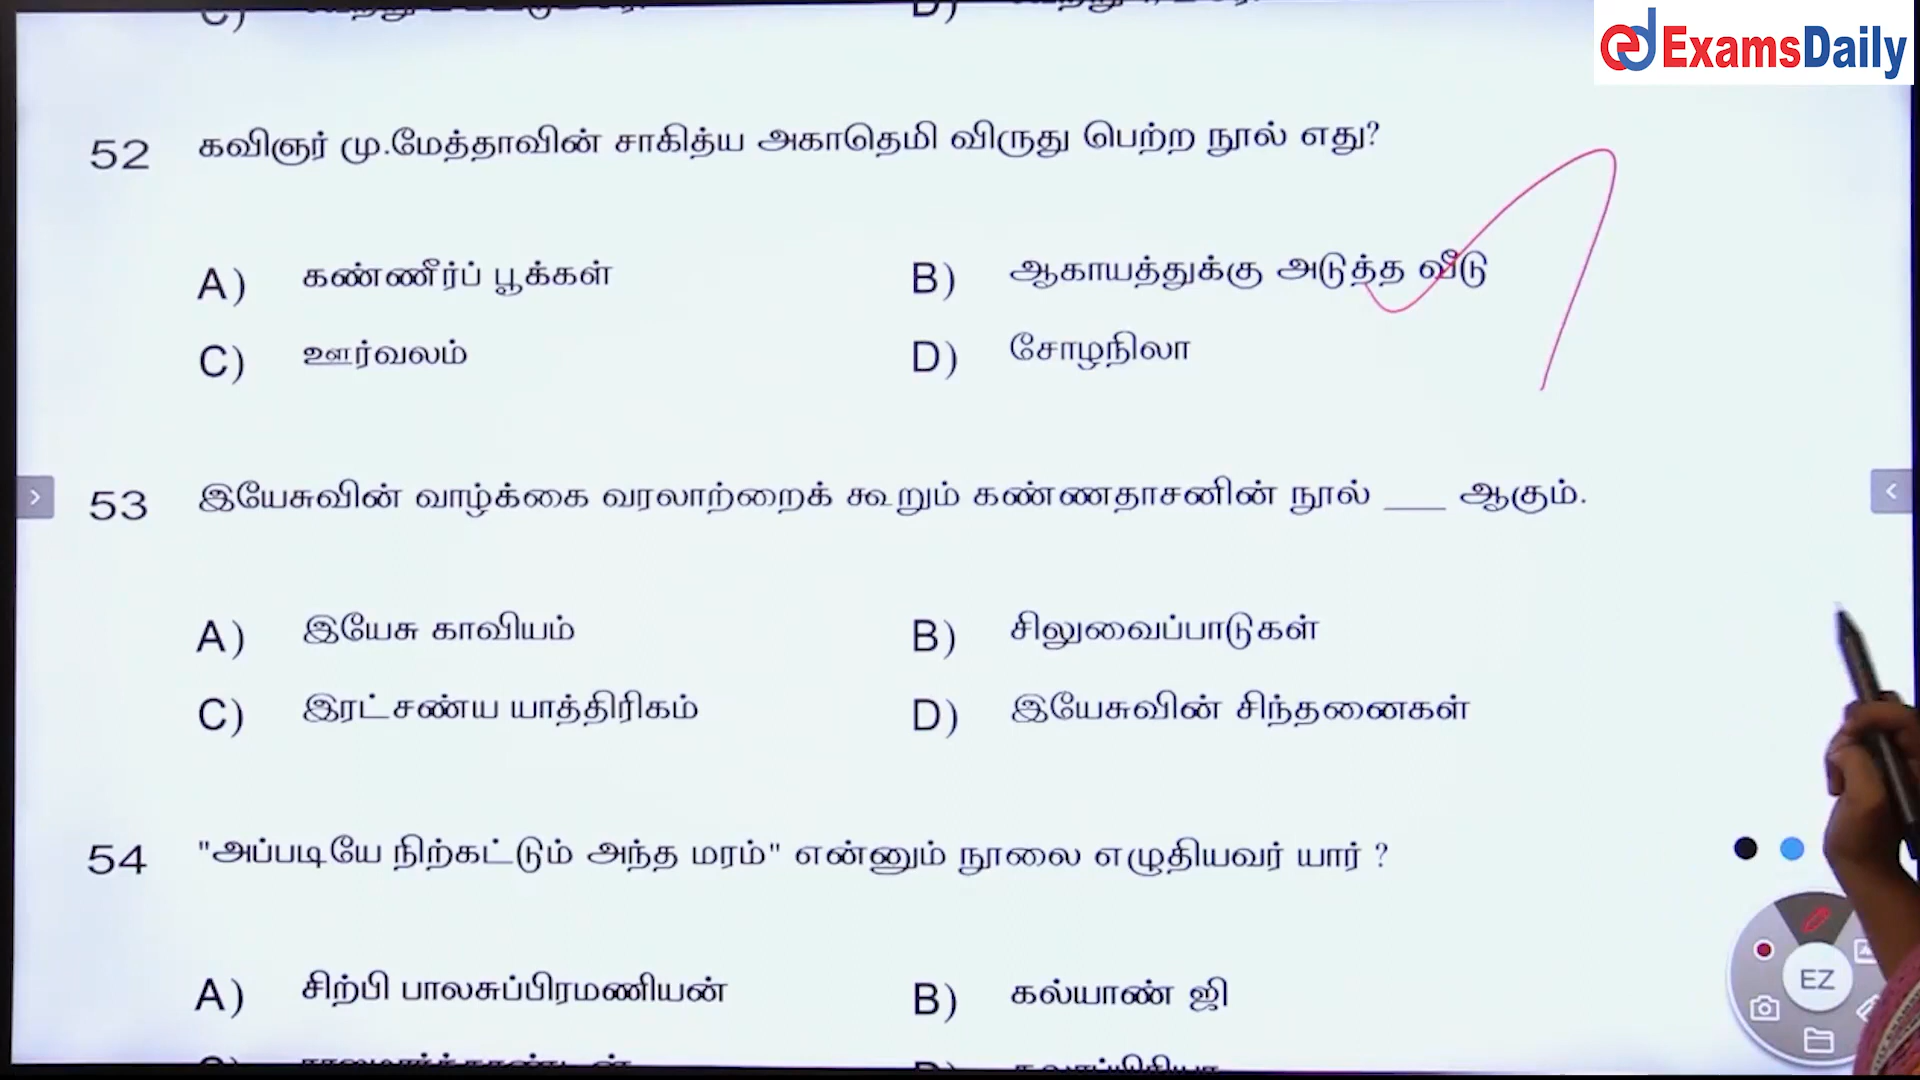 ExamsDaily
52 கவிஞர் மு.மேத்தாவின் சாகித்ய அகாதெமி விருது பெற்ற நூல் எது?
A) கண்ணீர்ப் பூக்கள் B) ஆகாயத்துக்கு அடுத்த வீடு
C) ஊர்வலம் D) சோழநிலா
53 இயேசுவின் வாழ்க்கை வரலாற்றைக் கூறும் கண்ணதாசனின் நூல் ___ ஆகும்.
A) இயேசு காவியம் B) சிலுவைப்பாடுகள்
C) இரட்சண்ய யாத்திரிகம் D) இயேசுவின் சிந்தனைகள்
54 "அப்படியே நிற்கட்டும் அந்த மரம்" என்னும் நூலை எழுதியவர் யார் ?
A) சிற்பி பாலசுப்பிரமணியன் B) கல்யாண் ஜி
EZ